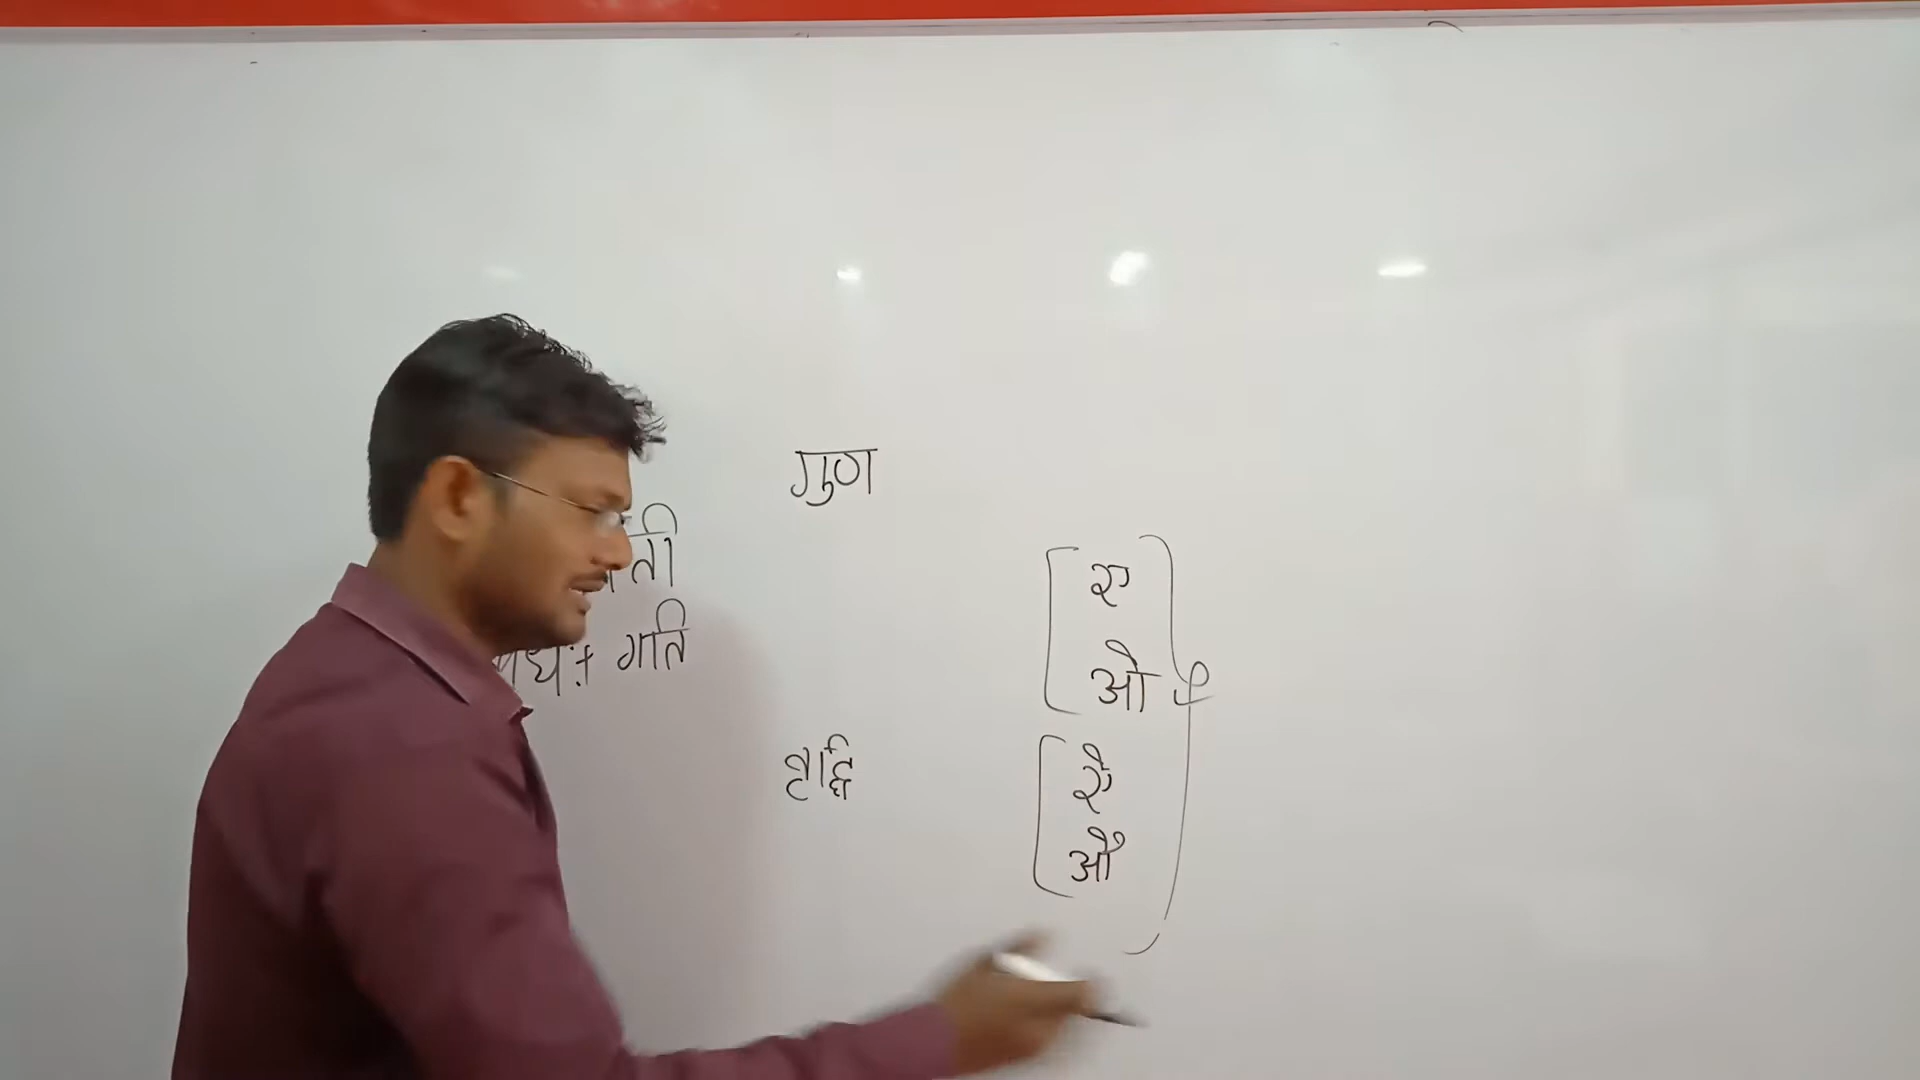 गुण
ती
धः + गति
ए
ओ
वृद्धि
ऐ
औ